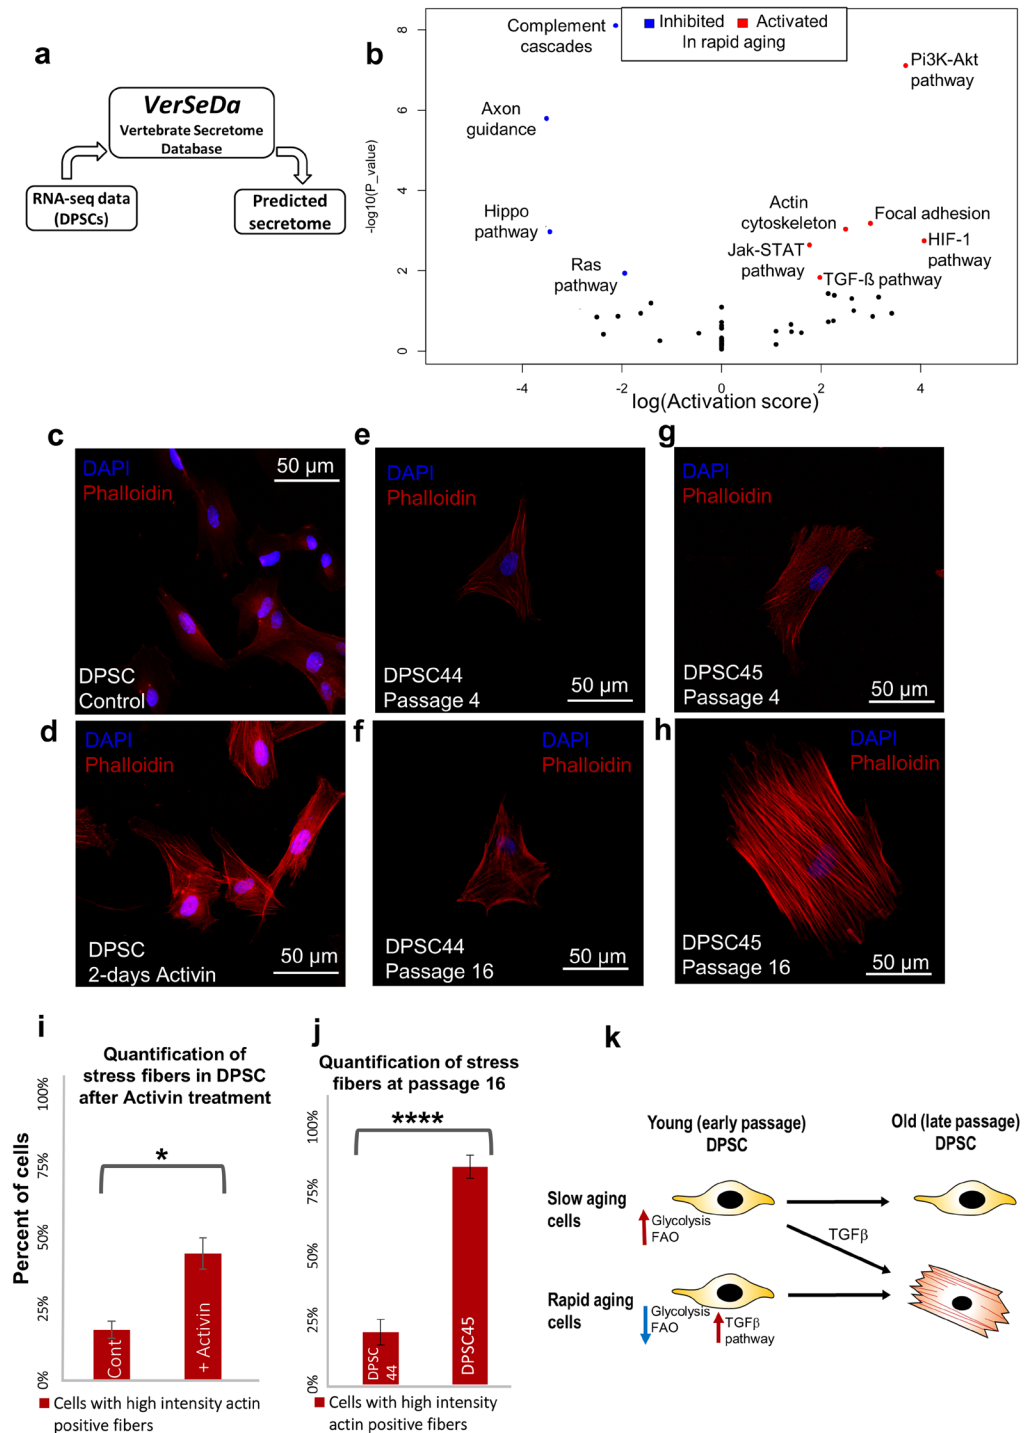 a
VerSeDa
Vertebrate Secretome
Database
RNA-seq data
(DPSCs)
Predicted
secretome
b
Inhibited
Activated
In rapid aging
Complement
cascades
Pi3K-Akt
pathway
Axon
guidance
Hippo
pathway
Ras
pathway
Actin
cytoskeleton
Focal adhesion
Jak-STAT
pathway
HIF-1
pathway
TGF-ß pathway
-log10(P_value)
8
6
4
2
0
-4
-2
0
2
4
log(Activation score)
c
DAPI
Phalloidin
50 µm
DPSC
Control
e
DAPI
Phalloidin
DPSC44
Passage 4
50 µm
g
DAPI
Phalloidin
DPSC45
Passage 4
50 µm
d
DAPI
Phalloidin
DPSC
2-days Activin
50 µm
f
DAPI
Phalloidin
DPSC44
Passage 16
50 µm
h
DAPI
Phalloidin
DPSC45
Passage 16
50 µm
i
Quantification of
stress fibers in DPSC
after Activin treatment
Percent of cells
100%
75%
50%
25%
0%
*
Cont
+ Activin
Cells with high intensity actin
positive fibers
j
Quantification of stress
fibers at passage 16
100%
75%
50%
25%
0%
****
DPSC
44
DPSC45
Cells with high intensity
actin positive fibers
k
Young (early passage)
DPSC
Old (late passage)
DPSC
Slow aging
cells
Glycolysis
FAO
TGFβ
Rapid aging
cells
Glycolysis
FAO
TGFβ
pathway